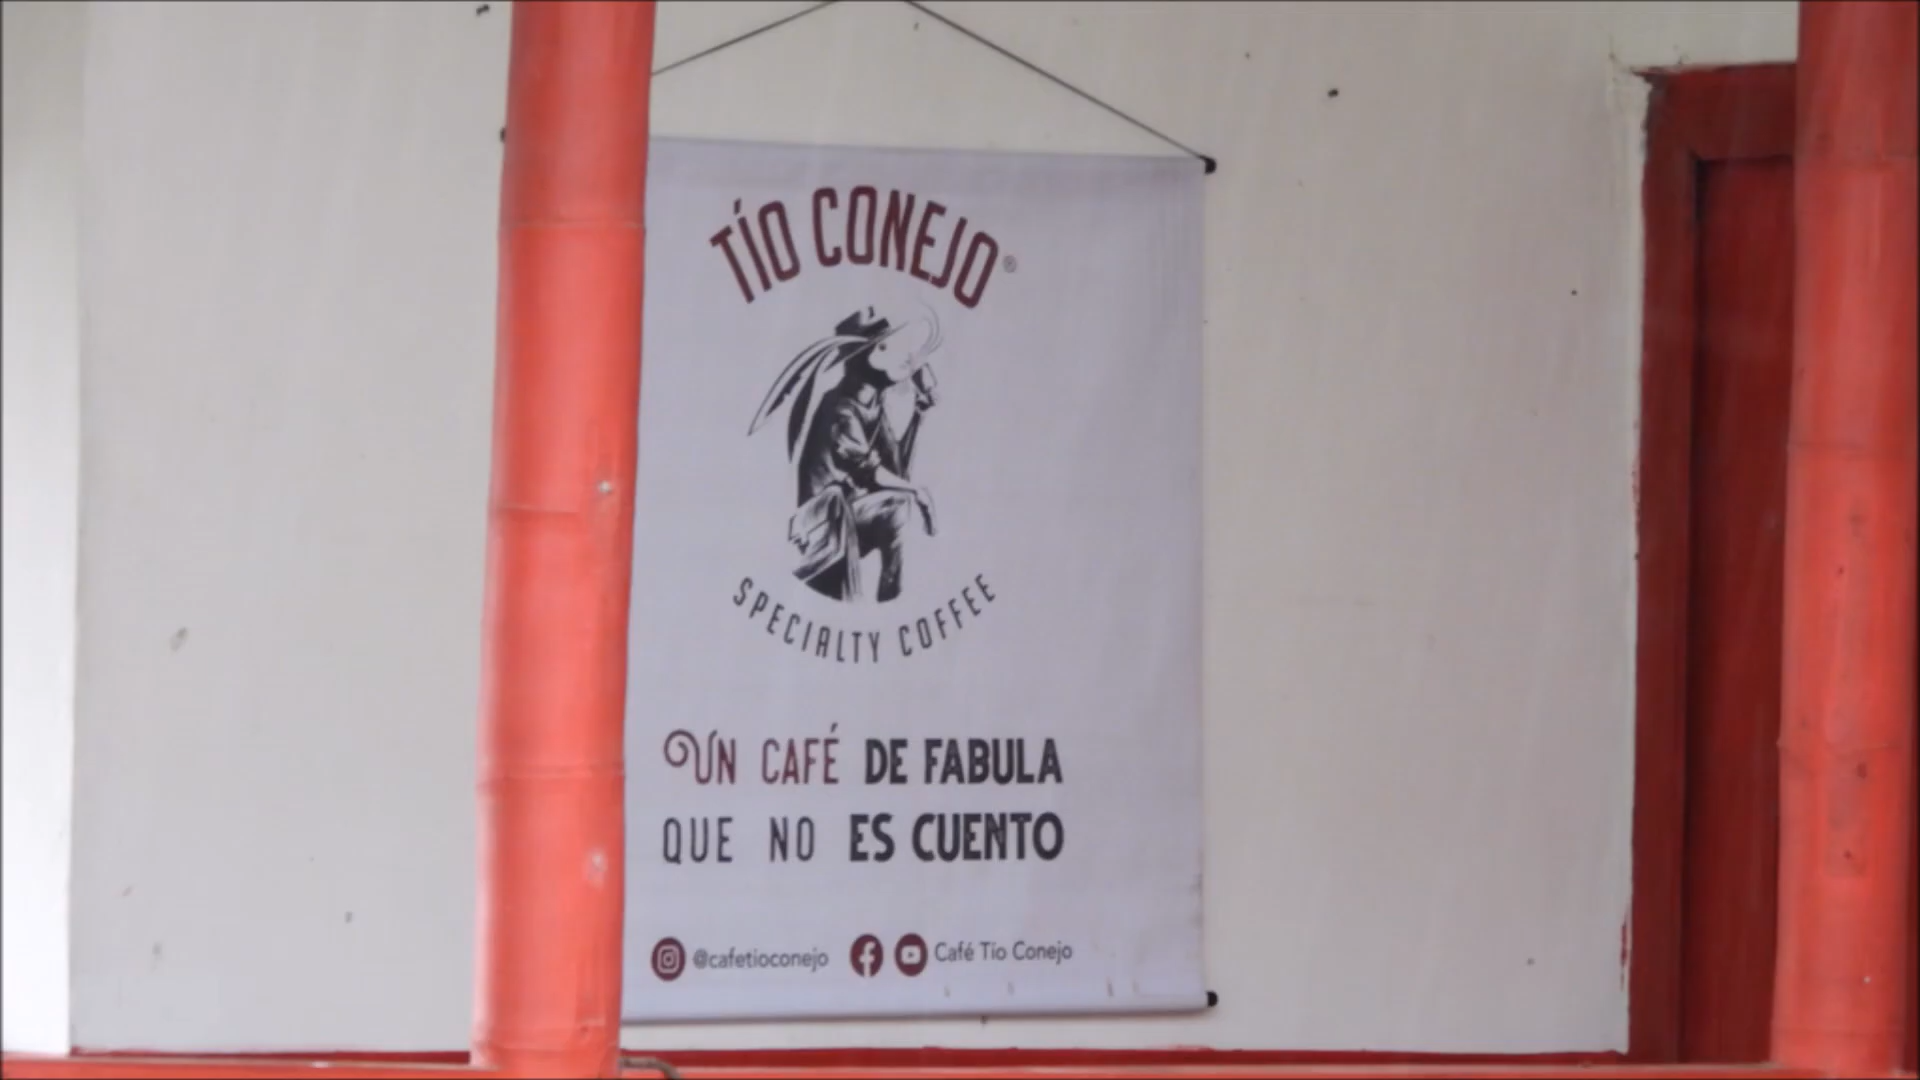 TÍO CONEJO®
SPECIALTY COFFEE
UN CAFÉ DE FABULA
QUE NO ES CUENTO
@cafetioconejo Café Tío Conejo